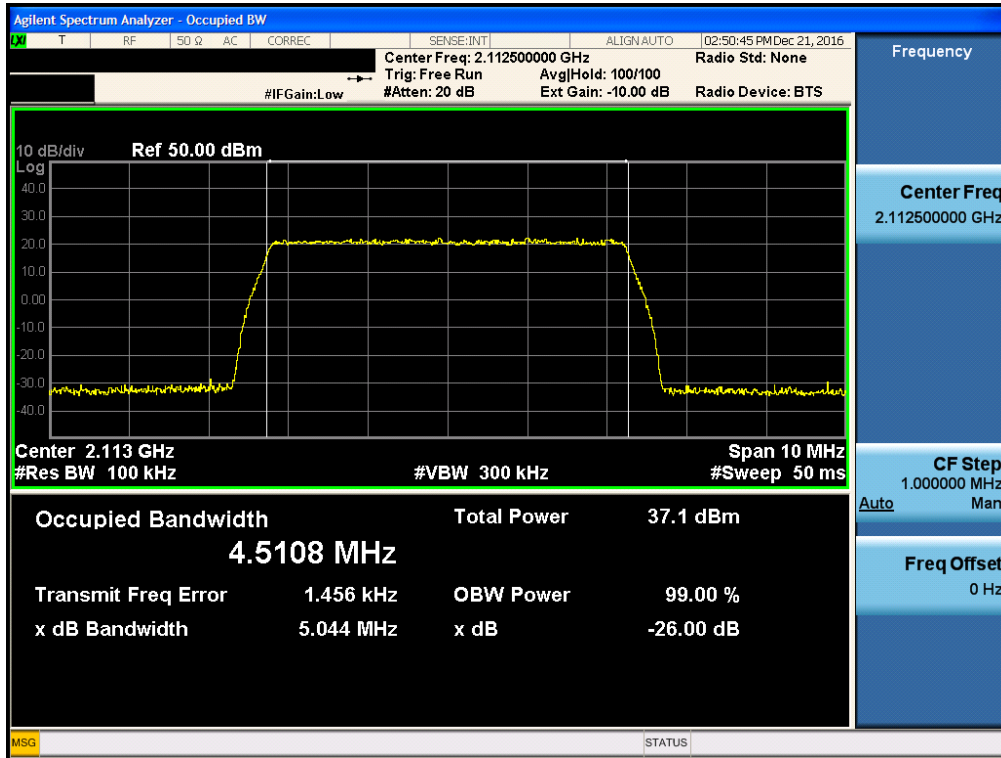 Agilent Spectrum Analyzer - Occupied BW
LXI T RF 50 Ω AC CORREC SENSE:INT ALIGN AUTO 02:50:45 PM Dec 21, 2016
Center Freq: 2.112500000 GHz Radio Std: None
Trig: Free Run Avg|Hold: 100/100
#IFGain:Low #Atten: 20 dB Ext Gain: -10.00 dB Radio Device: BTS
10 dB/div Ref 50.00 dBm
Log
40.0
30.0
20.0
10.0
0.00
-10.0
-20.0
-30.0
-40.0
Center 2.113 GHz Span 10 MHz
#Res BW 100 kHz #VBW 300 kHz #Sweep 50 ms
Occupied Bandwidth Total Power 37.1 dBm
4.5108 MHz
Transmit Freq Error 1.456 kHz OBW Power 99.00 %
x dB Bandwidth 5.044 MHz x dB -26.00 dB
Frequency
Center Freq
2.112500000 GHz
CF Step
1.000000 MHz
Auto Man
Freq Offset
0 Hz
MSG STATUS